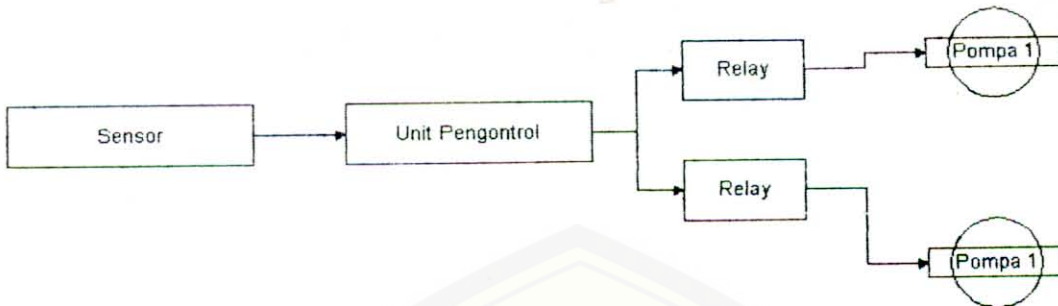 Sensor
Unit Pengontrol
Relay
Pompa 1
Relay
Pompa 1